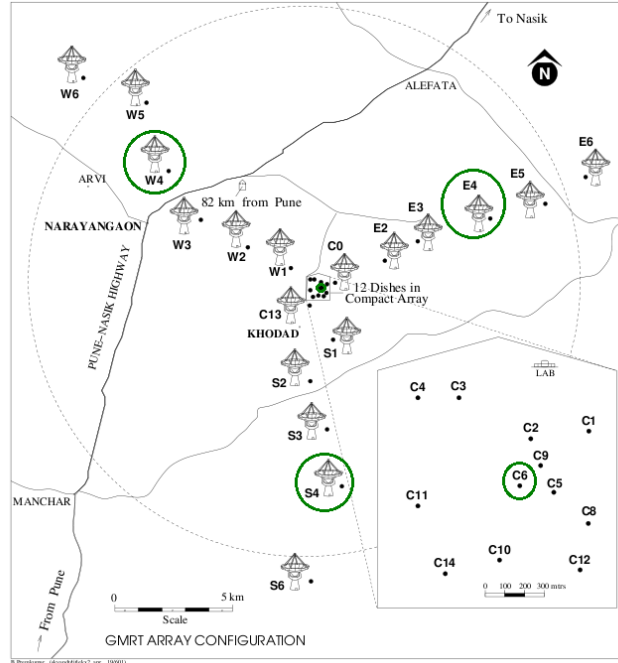 To Nasik
N
W6
W5
ALEFATA
E6
W4
ARVI
E4
E5
82 km from Pune
NARAYANGAON
W3
W2
E3
E2
W1
C0
12 Dishes in
Compact Array
C13
KHODAD
PUNE-NASIK HIGHWAY
S1
S2
S3
S4
MANCHAR
S6
From Pune
0
5 km
Scale
GMRT ARRAY CONFIGURATION
LAB
C4
C3
C2
C1
C9
C6
C5
C11
C8
C10
C14
C12
0 100 200 300 mtrs